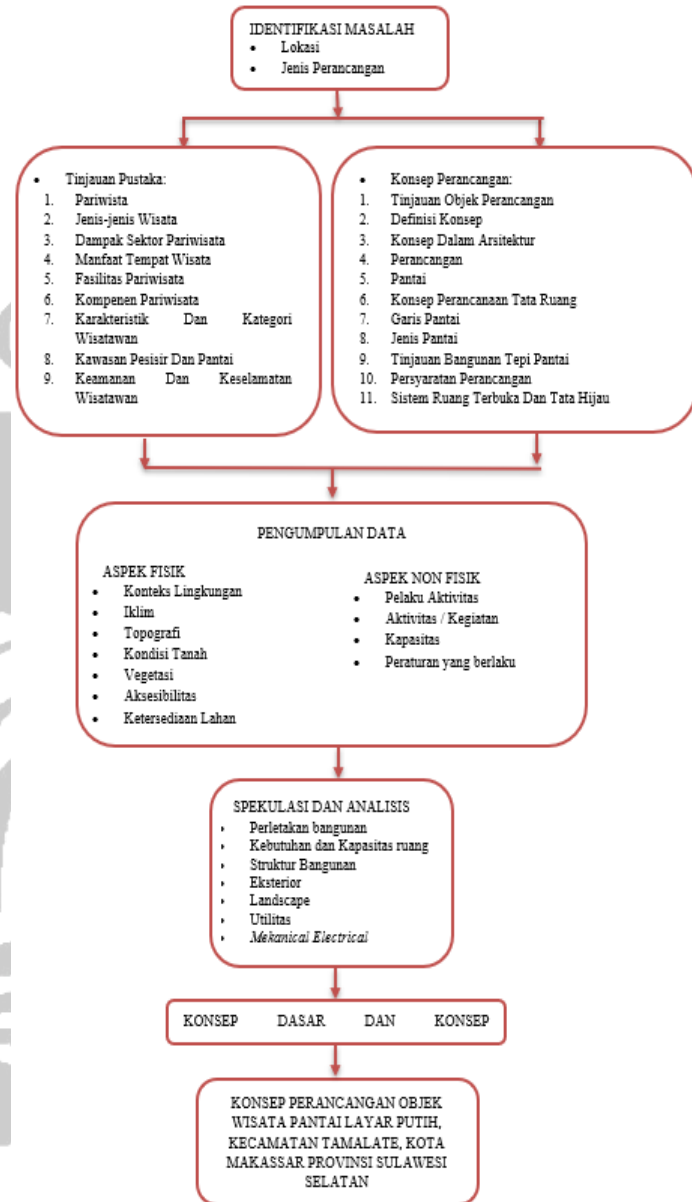 IDENTIFIKASI MASALAH
• Lokasi
• Jenis Perancangan
• Tinjauan Pustaka:
1. Pariwista
2. Jenis-jenis Wisata
3. Dampak Sektor Pariwisata
4. Manfaat Tempat Wisata
5. Fasilitas Pariwisata
6. Kompenen Pariwisata
7. Karakteristik Dan Kategori
Wisatawan
8. Kawasan Pesisir Dan Pantai
9. Keamanan Dan Keselamatan
Wisatawan
• Konsep Perancangan:
1. Tinjauan Objek Perancangan
2. Definisi Konsep
3. Konsep Dalam Arsitektur
4. Perancangan
5. Pantai
6. Konsep Perancanaan Tata Ruang
7. Garis Pantai
8. Jenis Pantai
9. Tinjauan Bangunan Tepi Pantai
10. Persyaratan Perancangan
11. Sistem Ruang Terbuka Dan Tata Hijau
PENGUMPULAN DATA
ASPEK FISIK
• Konteks Lingkungan
• Iklim
• Topografi
• Kondisi Tanah
• Vegetasi
• Aksesibilitas
• Ketersediaan Lahan
ASPEK NON FISIK
• Pelaku Aktivitas
• Aktivitas / Kegiatan
• Kapasitas
• Peraturan yang berlaku
SPEKULASI DAN ANALISIS
• Perletakan bangunan
• Kebutuhan dan Kapasitas ruang
• Struktur Bangunan
• Eksterior
• Landscape
• Utilitas
• Mekanical Electrical
KONSEP DASAR DAN KONSEP
KONSEP PERANCANGAN OBJEK
WISATA PANTAI LAYAR PUTIH,
KECAMATAN TAMALATE, KOTA
MAKASSAR PROVINSI SULAWESI
SELATAN